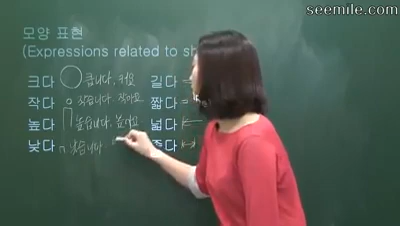 seemile.com
모양 표현
(Expressions related to sh
크다 큽니다, 커요 길다
작다 작습니다. 작아요 짧다
높다 높습니다, 높아요 넓다
낮다 낮습니다